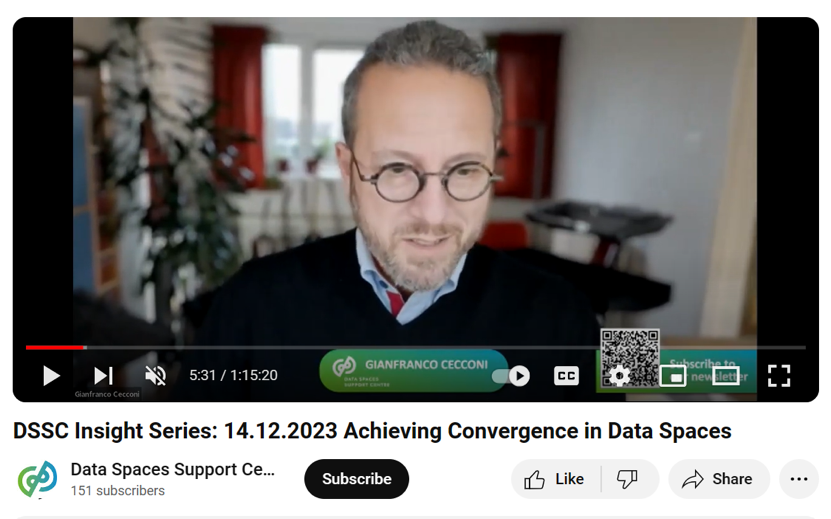 GIANFRANCO CECCONI
DATA SPACES
SUPPORT CENTRE
Subscribe to
newsletter
5:31 / 1:15:20
CC
Gianfranco Cecconi
DSSC Insight Series: 14.12.2023 Achieving Convergence in Data Spaces
Data Spaces Support Ce...
151 subscribers
Subscribe
Like
Share